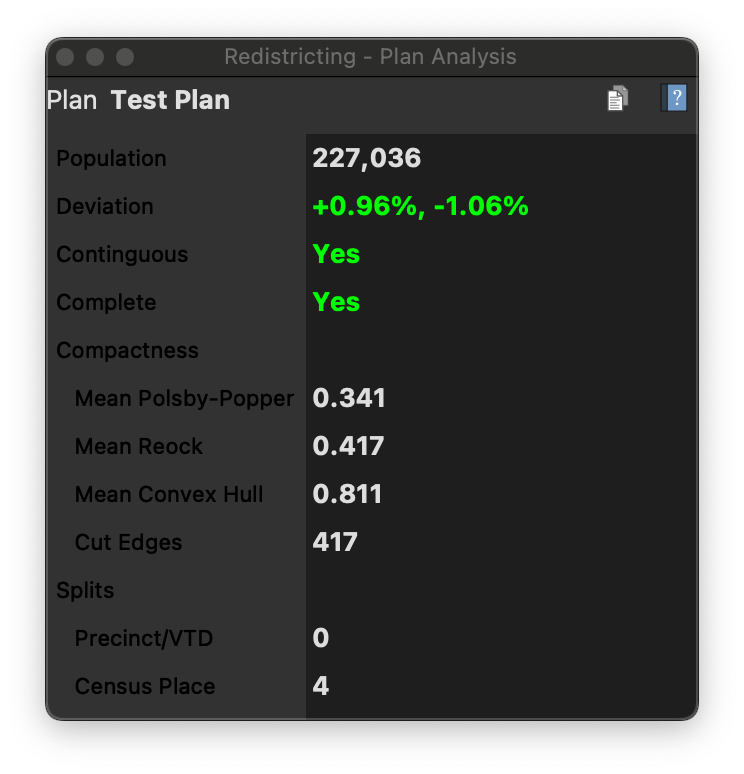 Redistricting - Plan Analysis
Plan Test Plan
?
Population 227,036
Deviation +0.96%, -1.06%
Continguous Yes
Complete Yes
Compactness
Mean Polsby-Popper 0.341
Mean Reock 0.417
Mean Convex Hull 0.811
Cut Edges 417
Splits
Precinct/VTD 0
Census Place 4